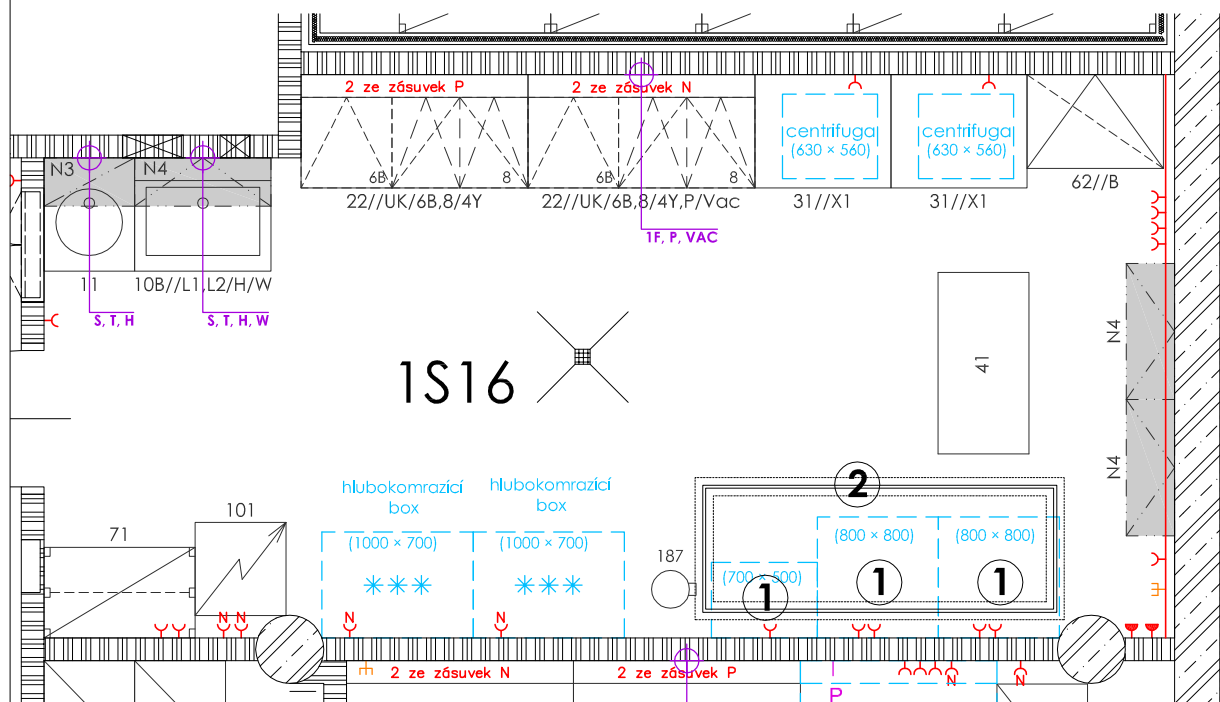 2 ze zásuvek P
2 ze zásuvek N
centrifuga
(630 × 560)
centrifuga
(630 × 560)
N3
N4
6B
8
6B
8
22//UK/6B,8/4Y
22//UK/6B,8/4Y,P/Vac
31//X1
31//X1
62//B
1F, P, VAC
11
10B//L1,L2/H/W
S, T, H
S, T, H, W
N4
41
1S16
N4
hlubokomrazící
box
hlubokomrazící
box
2
101
71
(1000 × 700)
(1000 × 700)
(800 × 800)
(800 × 800)
187
(700 × 500)
1
1
1
N
N
N
N
2 ze zásuvek N
2 ze zásuvek P
N
N
P